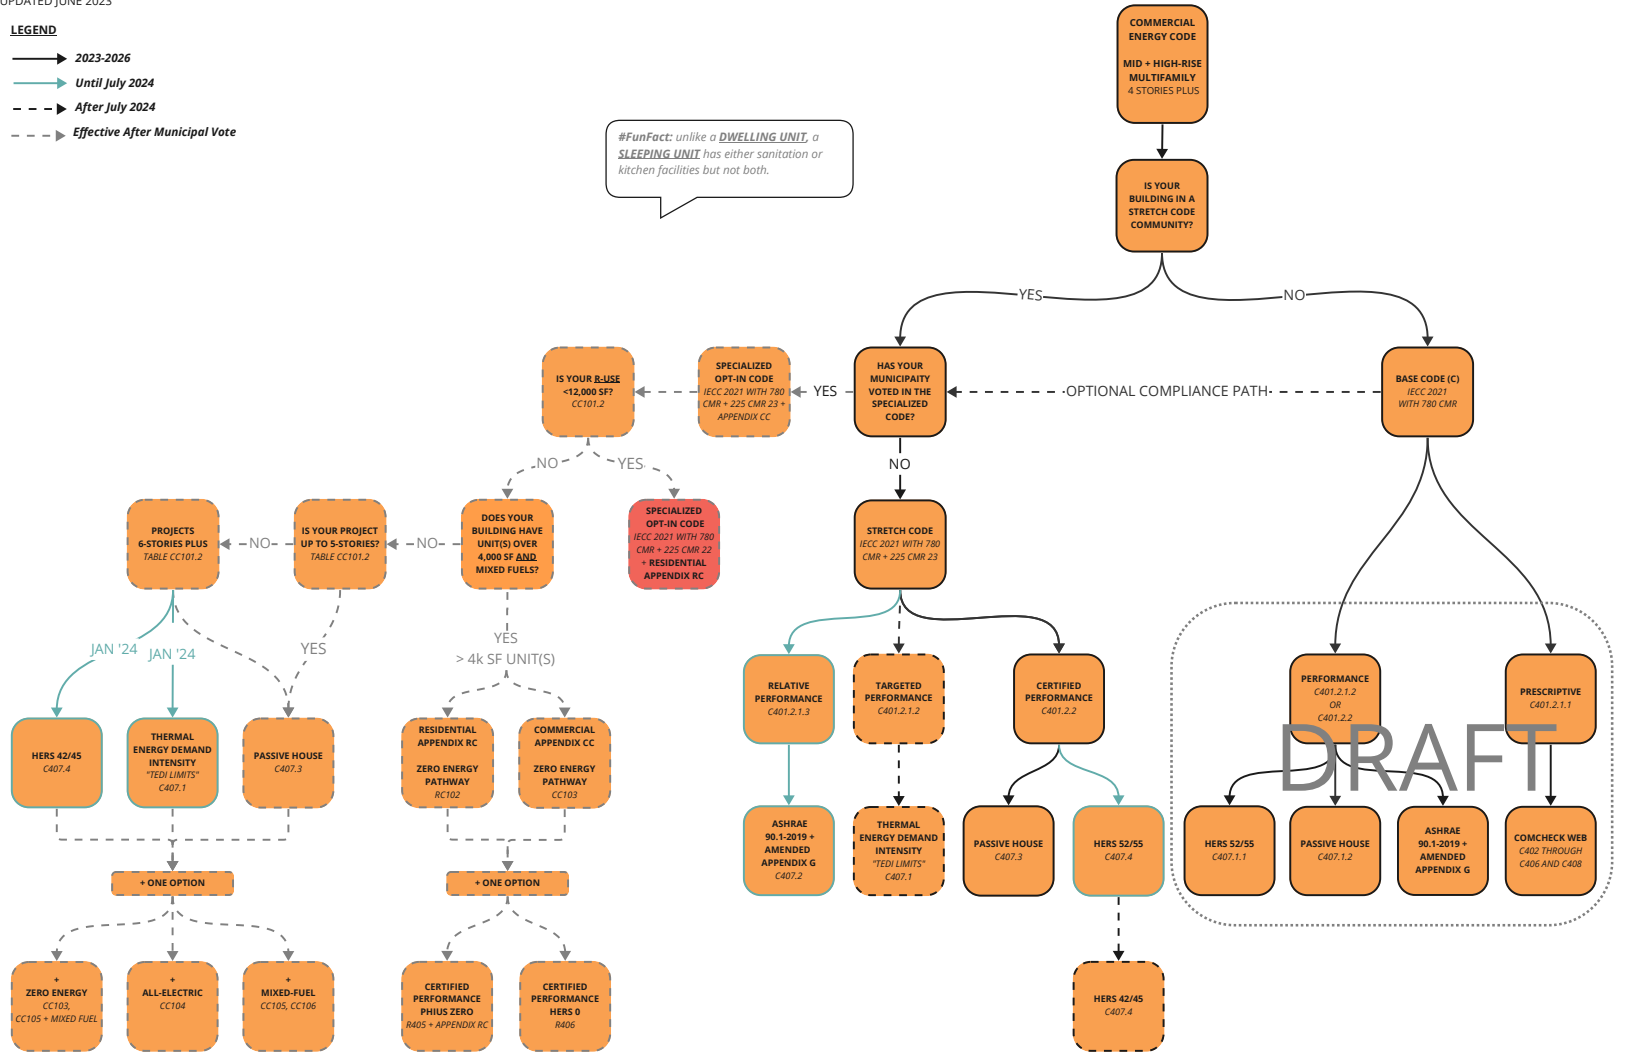 UPDATED JUNE 2023
LEGEND
2023-2026
Until July 2024
After July 2024
Effective After Municipal Vote
#FunFact: unlike a DWELLING UNIT, a
SLEEPING UNIT has either sanitation or
kitchen facilities but not both.
COMMERCIAL
ENERGY CODE
MID + HIGH-RISE
MULTIFAMILY
4 STORIES PLUS
IS YOUR
BUILDING IN A
STRETCH CODE
COMMUNITY?
YES
NO
IS YOUR R-USE
<12,000 SF?
CC101.2
SPECIALIZED
OPT-IN CODE
IECC 2021 WITH 780
CMR + 225 CMR 23 +
APPENDIX CC
YES
HAS YOUR
MUNICIPAITY
VOTED IN THE
SPECIALIZED
CODE?
OPTIONAL COMPLIANCE PATH
BASE CODE (C)
IECC 2021
WITH 780 CMR
NO
YES
NO
PROJECTS
6-STORIES PLUS
TABLE CC101.2
NO
IS YOUR PROJECT
UP TO 5-STORIES?
TABLE CC101.2
NO
DOES YOUR
BUILDING HAVE
UNIT(S) OVER
4,000 SF AND
MIXED FUELS?
SPECIALIZED
OPT-IN CODE
IECC 2021 WITH 780
CMR + 225 CMR 22
+ RESIDENTIAL
APPENDIX RC
STRETCH CODE
IECC 2021 WITH 780
CMR + 225 CMR 23
JAN '24
JAN '24
YES
YES
> 4k SF UNIT(S)
RELATIVE
PERFORMANCE
C401.2.1.3
TARGETED
PERFORMANCE
C401.2.1.2
CERTIFIED
PERFORMANCE
C401.2.2
PERFORMANCE
C401.2.1.2
OR
C401.2.2
PRESCRIPTIVE
C401.2.1.1
DRAFT
HERS 42/45
C407.4
THERMAL
ENERGY DEMAND
INTENSITY
"TEDI LIMITS"
C407.1
PASSIVE HOUSE
C407.3
RESIDENTIAL
APPENDIX RC
ZERO ENERGY
PATHWAY
RC102
COMMERCIAL
APPENDIX CC
ZERO ENERGY
PATHWAY
CC103
ASHRAE
90.1-2019 +
AMENDED
APPENDIX G
C407.2
THERMAL
ENERGY DEMAND
INTENSITY
"TEDI LIMITS"
C407.1
PASSIVE HOUSE
C407.3
HERS 52/55
C407.4
HERS 52/55
C407.1.1
PASSIVE HOUSE
C407.1.2
ASHRAE
90.1-2019 +
AMENDED
APPENDIX G
COMCHECK WEB
C402 THROUGH
C406 AND C408
+ ONE OPTION
+ ONE OPTION
+
ZERO ENERGY
CC103,
CC105 + MIXED FUEL
+
ALL-ELECTRIC
CC104
+
MIXED-FUEL
CC105, CC106
CERTIFIED
PERFORMANCE
PHIUS ZERO
R405 + APPENDIX RC
CERTIFIED
PERFORMANCE
HERS 0
R406
HERS 42/45
C407.4